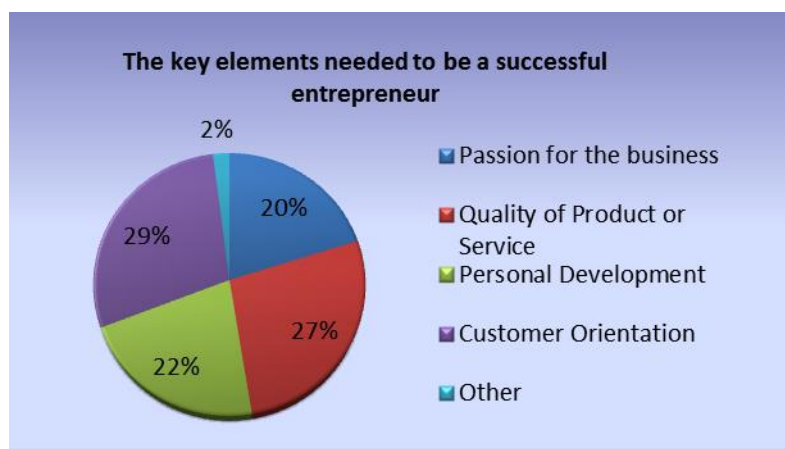 The key elements needed to be a successful
entrepreneur
2%
20%
29%
27%
22%
Passion for the business
Quality of Product or
Service
Personal Development
Customer Orientation
Other